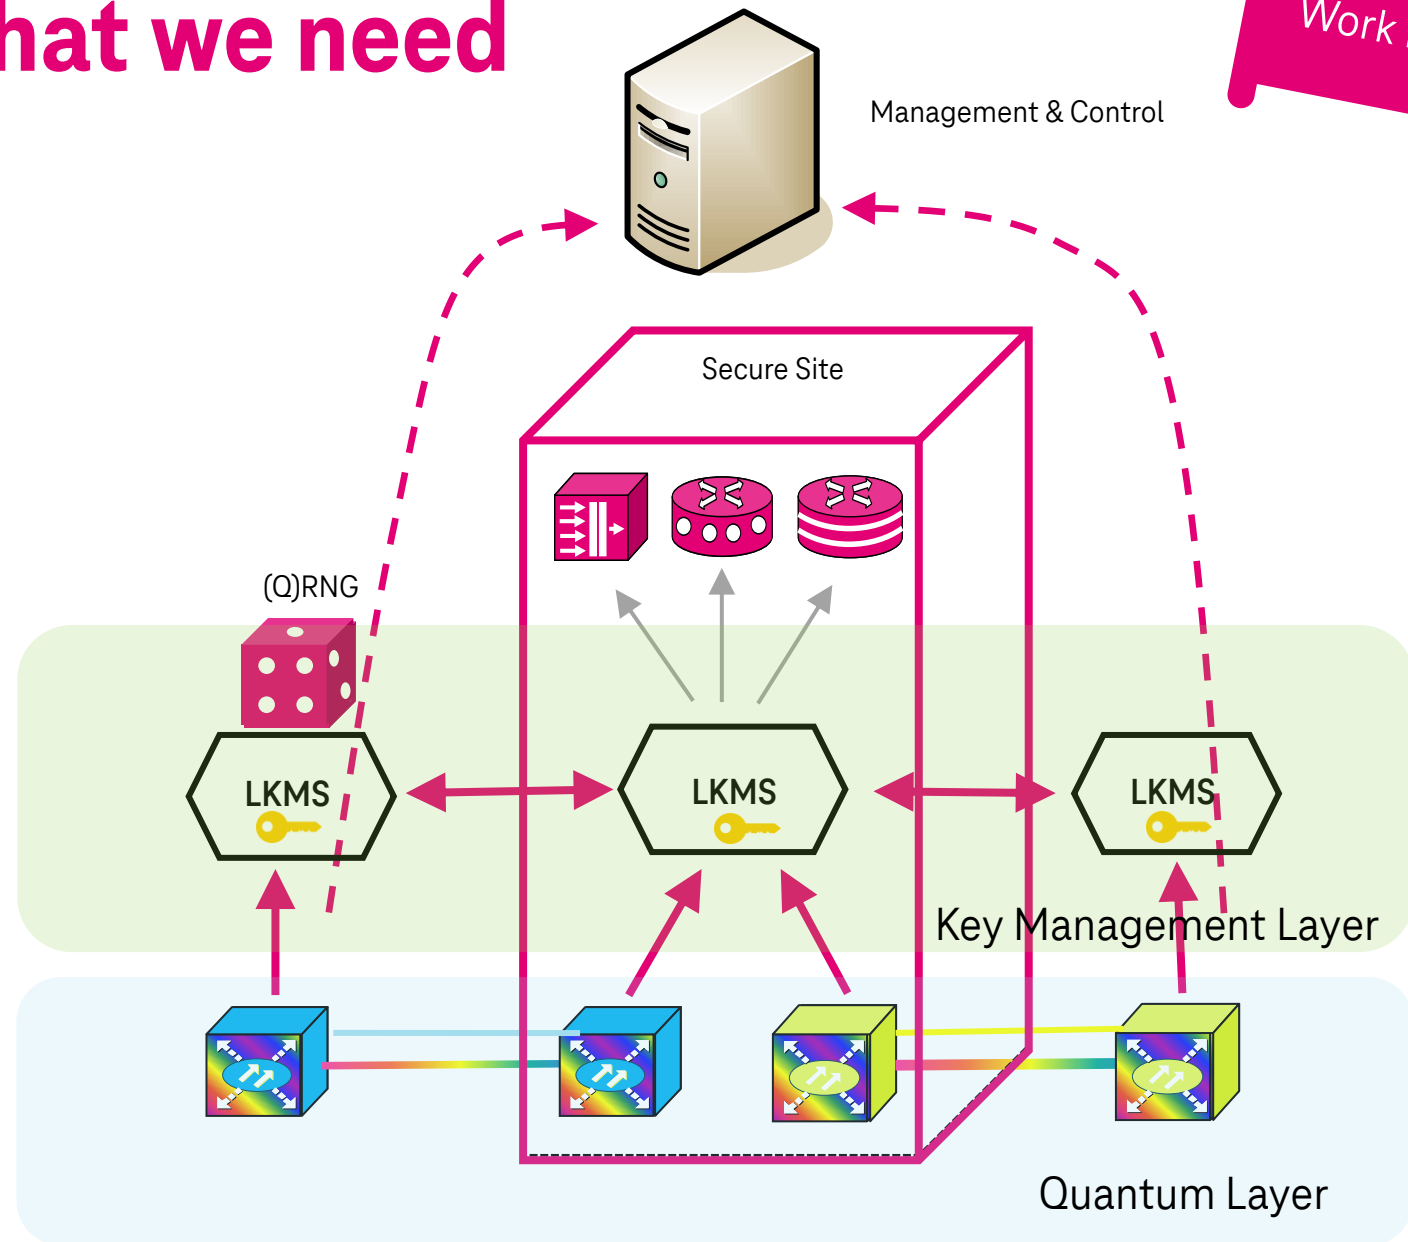 hat we need
Work
Management & Control
Secure Site
(Q)RNG
LKMS
LKMS
LKMS
Key Management Layer
Quantum Layer